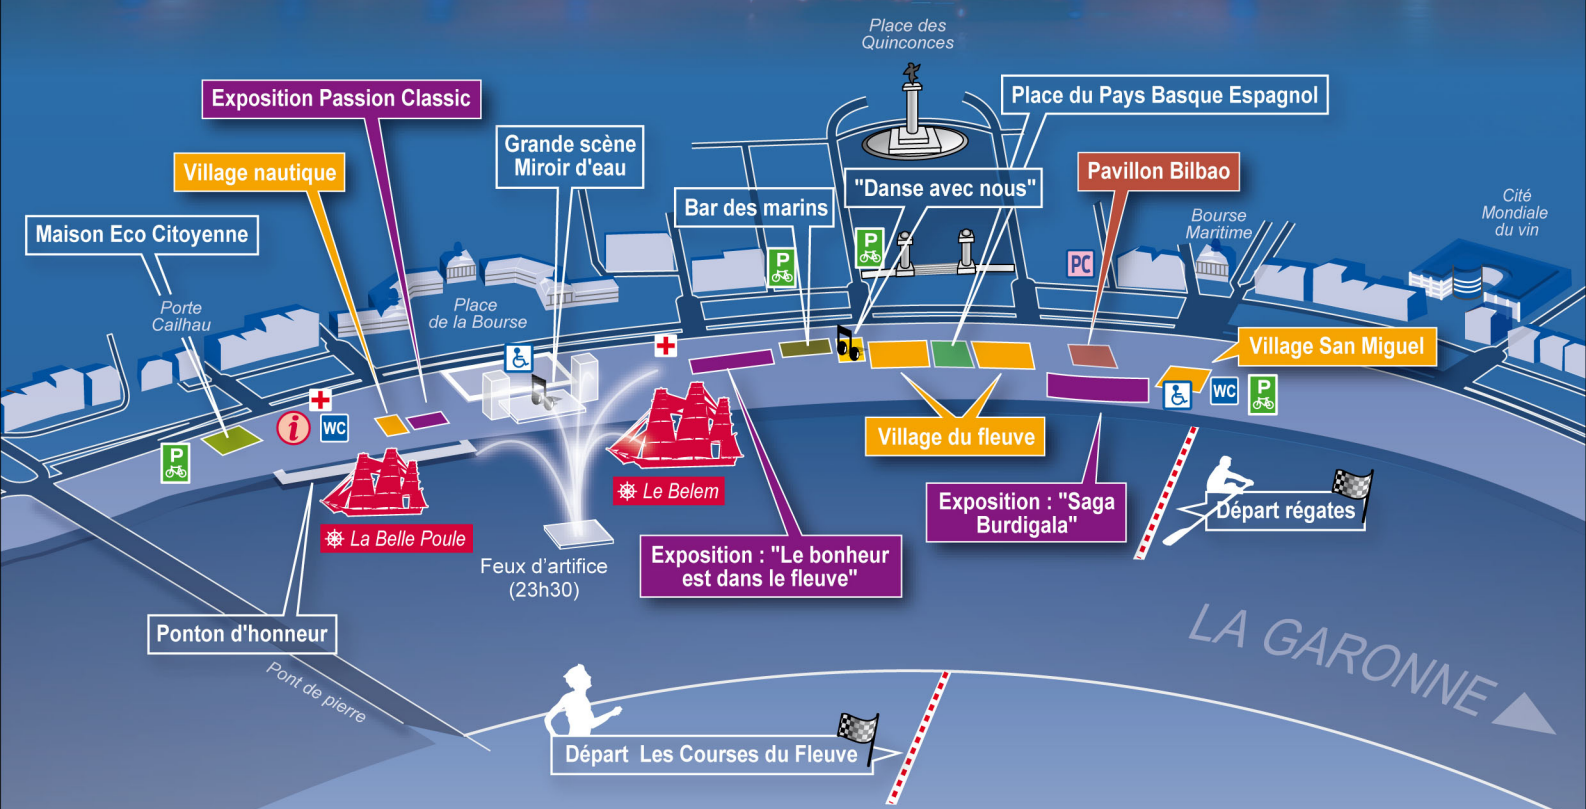 Place des
Quinconces
Exposition Passion Classic
Place du Pays Basque Espagnol
Grande scène
Miroir d'eau
Village nautique
"Danse avec nous"
Pavillon Bilbao
Bar des marins
Maison Eco Citoyenne
Bourse
Maritime
Cité
Mondiale
du vin
P
P
PC
Porte
Cailhau
Place
de la Bourse
Village San Miguel
i
WC
WC
P
P
Village du fleuve
Le Belem
La Belle Poule
Exposition : "Saga
Burdigala"
Départ régates
Feux d'artifice
(23h30)
Exposition : "Le bonheur
est dans le fleuve"
Ponton d'honneur
Pont de pierre
LA GARONNE
Départ Les Courses du Fleuve